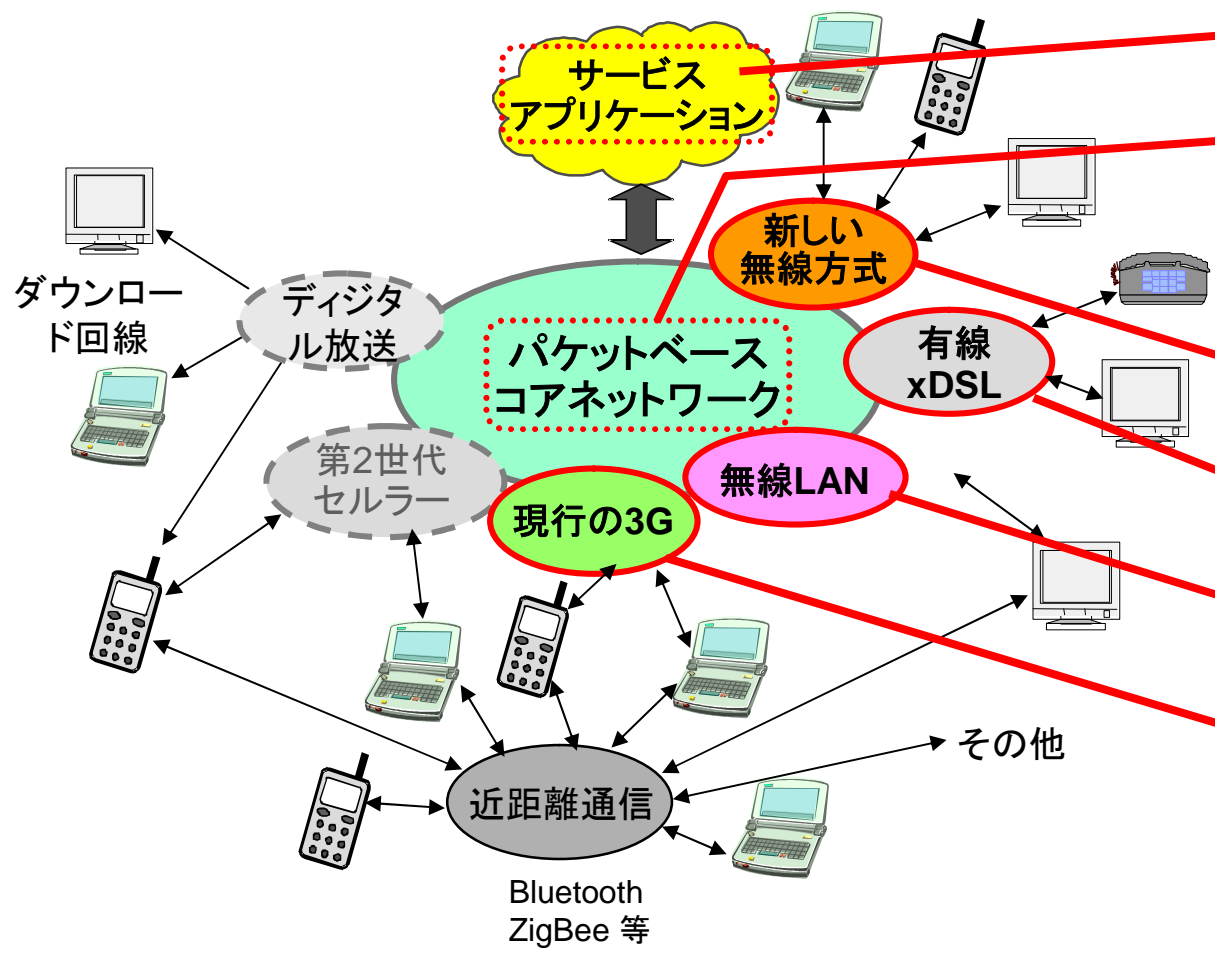 サービス
アプリケーション
新しい
無線方式
ダウンロー
ド回線
ディジタ
ル放送
パケットベース
コアネットワーク
有線
xDSL
第2世代
セルラー
現行の3G
無線LAN
その他
近距離通信
Bluetooth
ZigBee 等